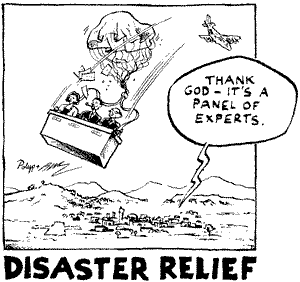 THANK
GOD - IT'S A
PANEL OF
EXPERTS.
DISASTER RELIEF